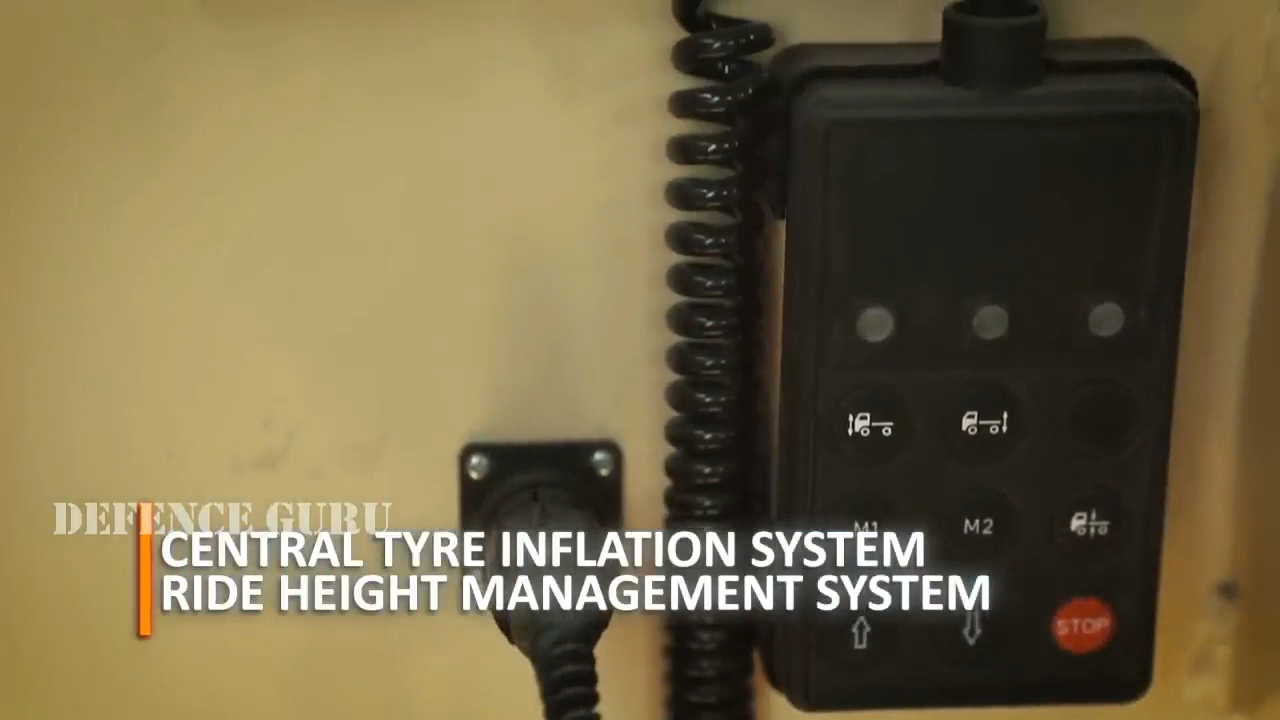 DEFENCE GURU
CENTRAL TYRE INFLATION SYSTEM
RIDE HEIGHT MANAGEMENT SYSTEM
M1 M2
STOP